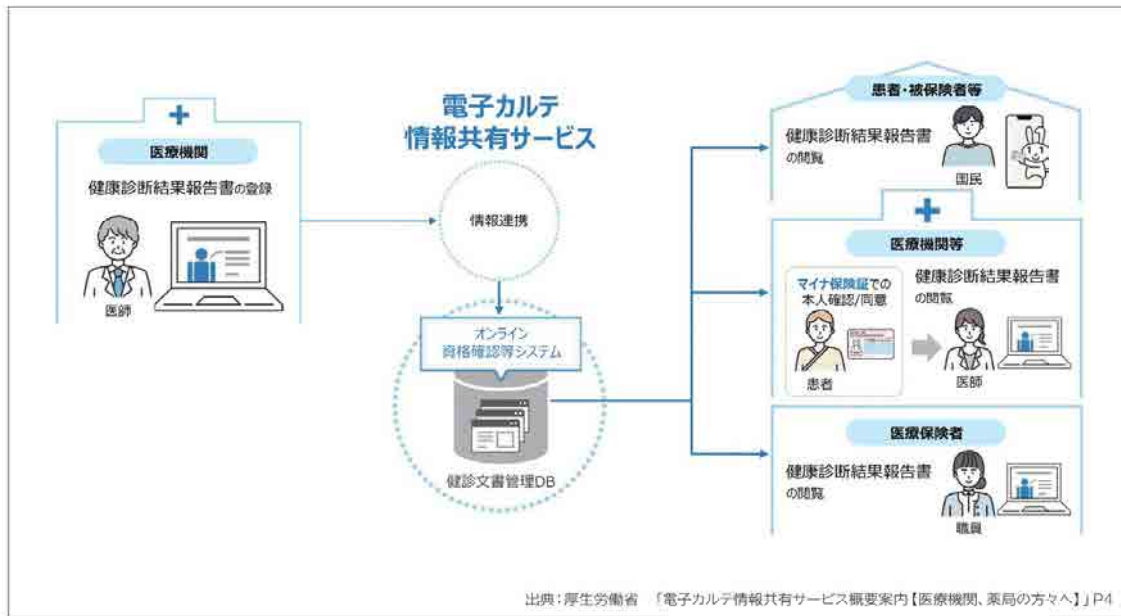 電子カルテ
情報共有サービス
医療機関
健康診断結果報告書の登録
医師
情報連携
オンライン
資格確認等システム
健診文書管理DB
患者・被保険者等
健康診断結果報告書
の閲覧
国民
医療機関等
マイナ保険証での
本人確認/同意
患者
健康診断結果報告書
の閲覧
医師
医療保険者
健康診断結果報告書
の閲覧
職員
出典:厚生労働省 「電子カルテ情報共有サービス概要案内【医療機関、薬局の方々へ】」P4